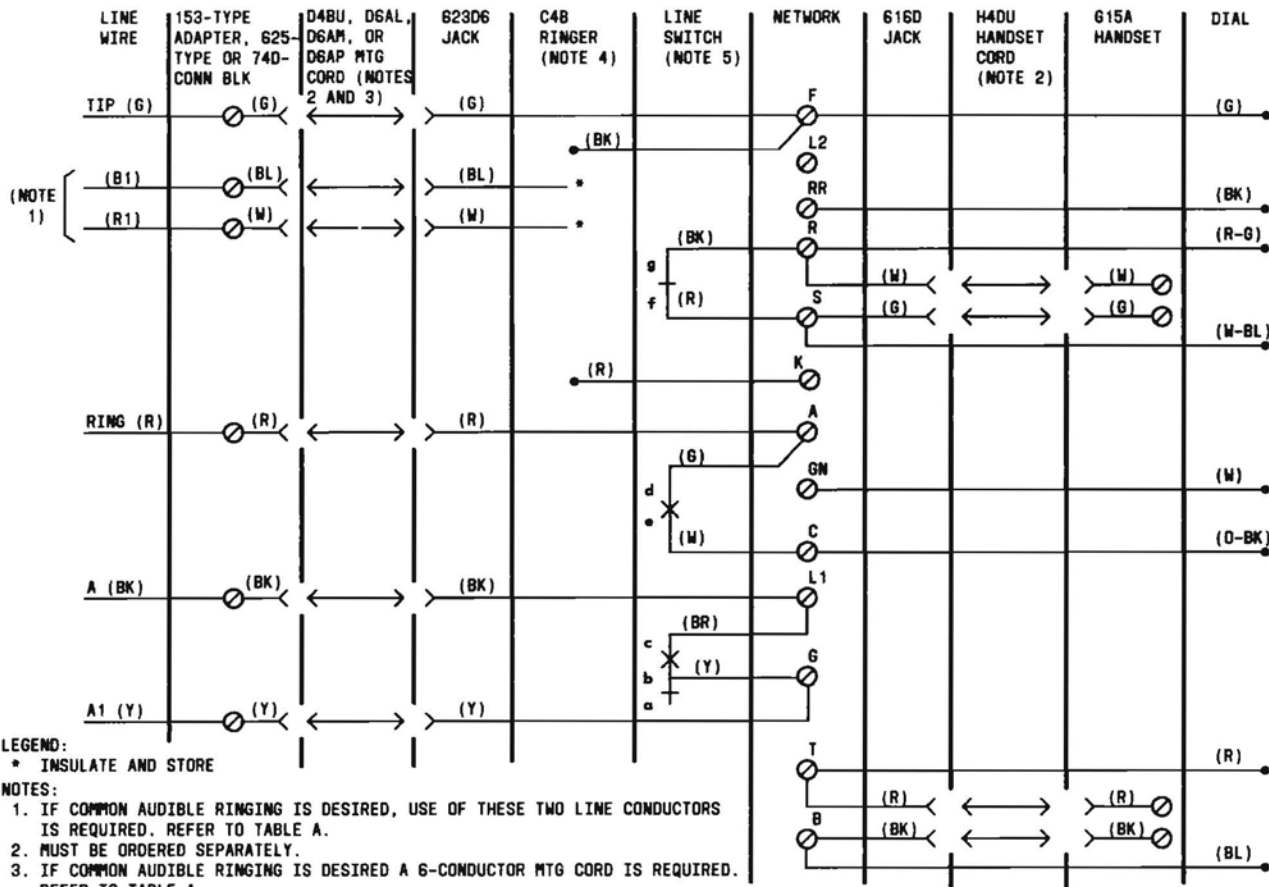 LINE WIRE
153-TYPE ADAPTER, 625-TYPE OR 74D-CONN BLK
D4BU, D6AL, D6AM, OR D6AP MTG CORD (NOTES 2 AND 3)
623D6 JACK
C4B RINGER (NOTE 4)
LINE SWITCH (NOTE 5)
NETWORK
616D JACK
H4DU HANDSET CORD (NOTE 2)
G15A HANDSET
DIAL
TIP (G) (G) (G) F (G)
(BK)
L2
(NOTE 1)
(B1) (BL) (BL) *
RR (BK)
(R1) (W) (W) *
(BK) R (R-G)
g
(W) (W)
f (R) S (G) (G)
(W-BL)
(R) K
RING (R) (R) (R) A
(G)
d GN (W)
e (W) C (O-BK)
A (BK) (BK) (BK) L1
(BR)
c
b (Y) G
a
A1 (Y) (Y) (Y)
T (R)
(R) (R)
B (BK) (BK)
(BL)
LEGEND:
* INSULATE AND STORE
NOTES:
1. IF COMMON AUDIBLE RINGING IS DESIRED, USE OF THESE TWO LINE CONDUCTORS
IS REQUIRED. REFER TO TABLE A.
2. MUST BE ORDERED SEPARATELY.
3. IF COMMON AUDIBLE RINGING IS DESIRED A 6-CONDUCTOR MTG CORD IS REQUIRED.